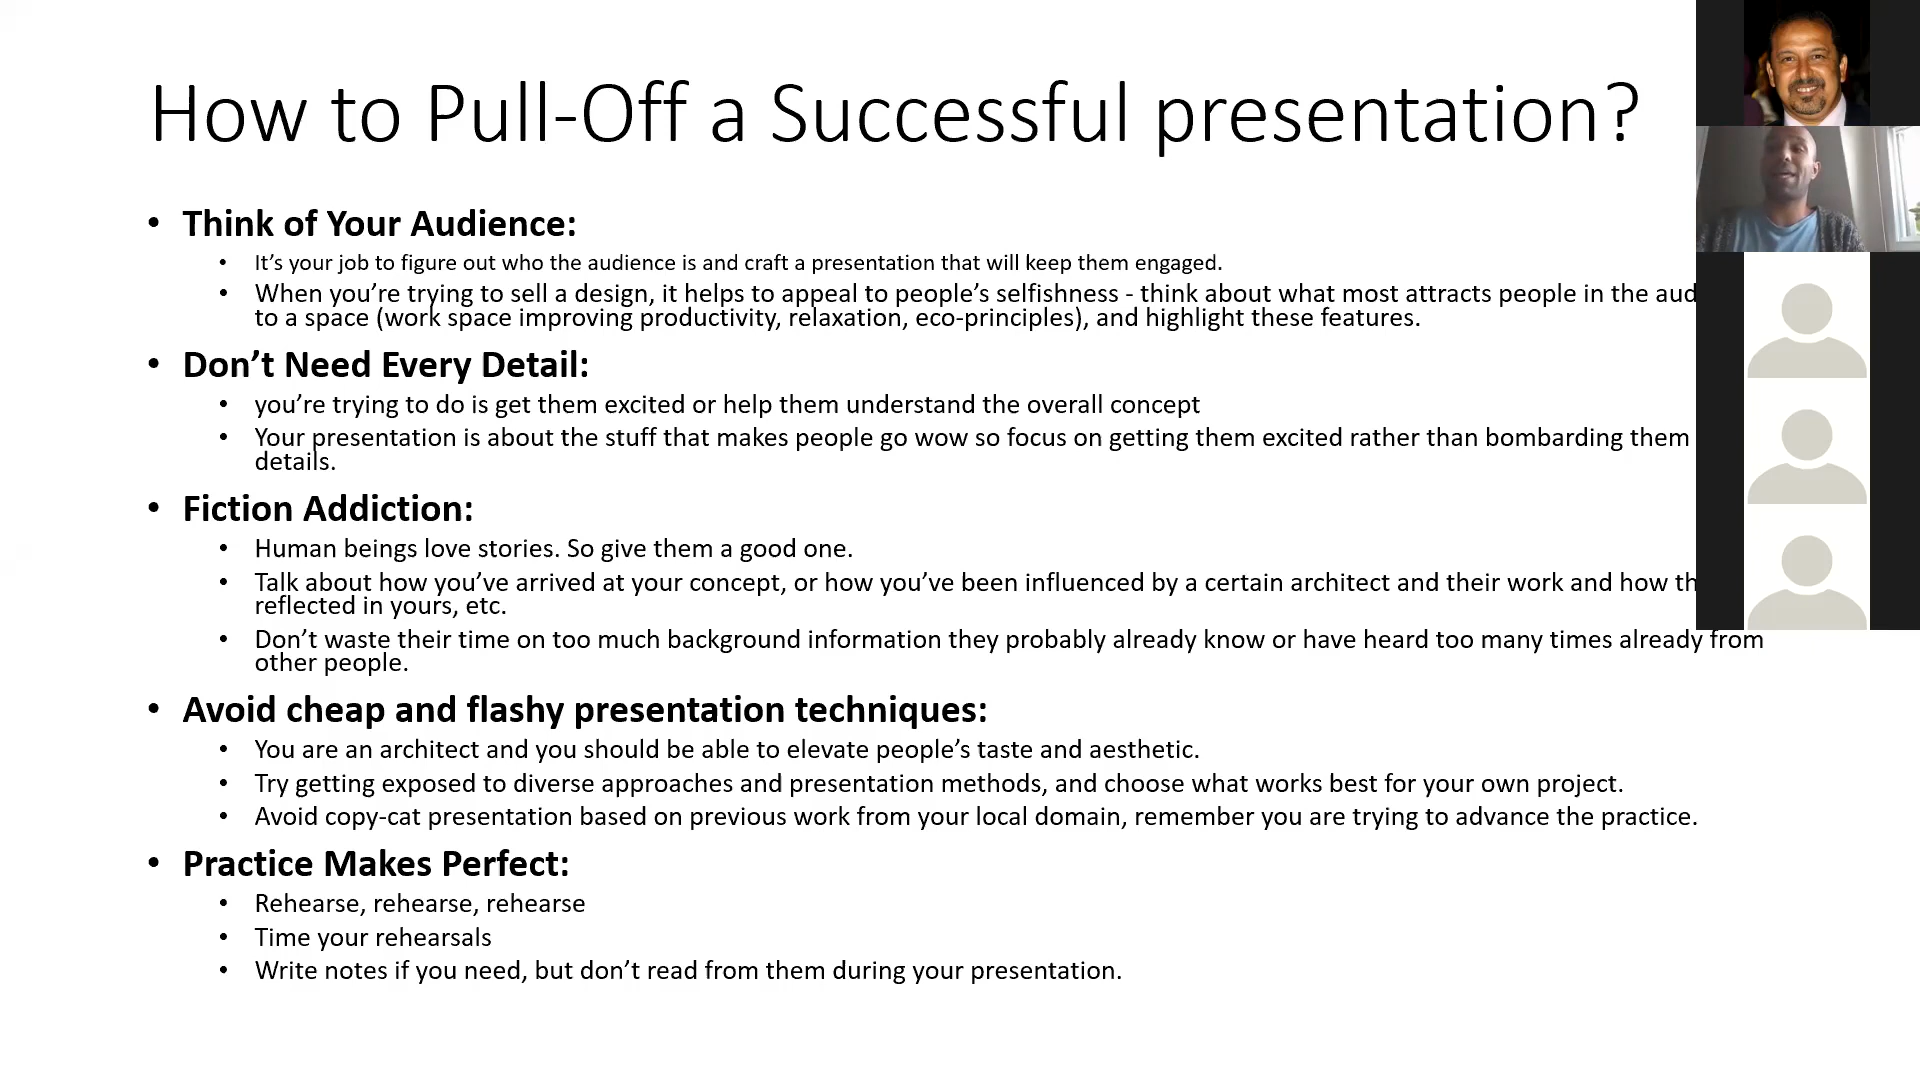 How to Pull-Off a Successful presentation?
• Think of Your Audience:
• It’s your job to figure out who the audience is and craft a presentation that will keep them engaged.
• When you’re trying to sell a design, it helps to appeal to people’s selfishness - think about what most attracts people in the aud
to a space (work space improving productivity, relaxation, eco-principles), and highlight these features.
• Don’t Need Every Detail:
• you’re trying to do is get them excited or help them understand the overall concept
• Your presentation is about the stuff that makes people go wow so focus on getting them excited rather than bombarding them
details.
• Fiction Addiction:
• Human beings love stories. So give them a good one.
• Talk about how you’ve arrived at your concept, or how you’ve been influenced by a certain architect and their work and how th
reflected in yours, etc.
• Don’t waste their time on too much background information they probably already know or have heard too many times already from
other people.
• Avoid cheap and flashy presentation techniques:
• You are an architect and you should be able to elevate people’s taste and aesthetic.
• Try getting exposed to diverse approaches and presentation methods, and choose what works best for your own project.
• Avoid copy-cat presentation based on previous work from your local domain, remember you are trying to advance the practice.
• Practice Makes Perfect:
• Rehearse, rehearse, rehearse
• Time your rehearsals
• Write notes if you need, but don’t read from them during your presentation.